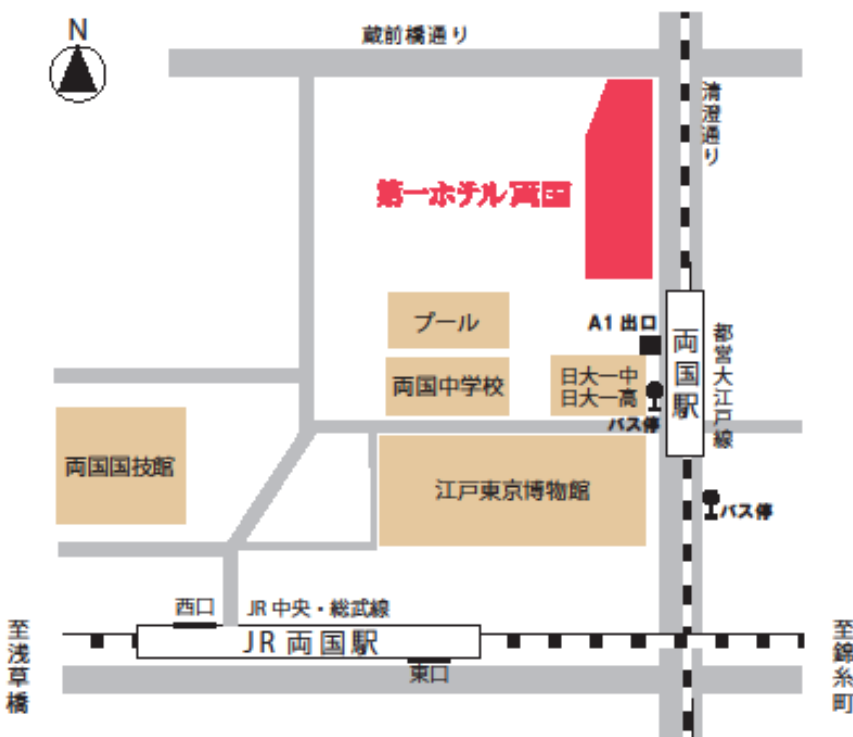 N
蔵前橋通り
清澄通り
第一ホテル両国
プール
A1 出口
両国駅
都営大江戸線
両国中学校
日大一中
日大一高
バス停
両国国技館
江戸東京博物館
バス停
西口
JR 中央・総武線
至浅草橋
JR 両国駅
至錦糸町
東口